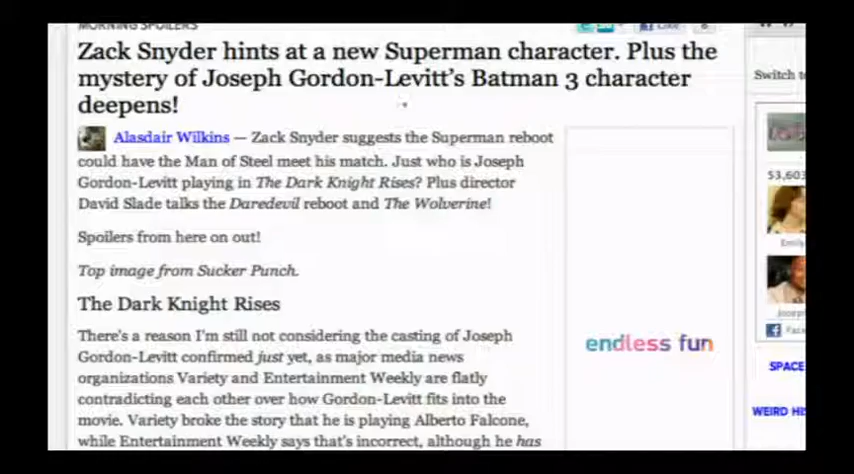 MORNING SPOILERS
Zack Snyder hints at a new Superman character. Plus the
mystery of Joseph Gordon-Levitt's Batman 3 character
deepens!
Switch t
Alasdair Wilkins — Zack Snyder suggests the Superman reboot
could have the Man of Steel meet his match. Just who is Joseph
Gordon-Levitt playing in The Dark Knight Rises? Plus director
David Slade talks the Daredevil reboot and The Wolverine!
Spoilers from here on out!
Top image from Sucker Punch.
The Dark Knight Rises
There's a reason I'm still not considering the casting of Joseph
Gordon-Levitt confirmed just yet, as major media news
organizations Variety and Entertainment Weekly are flatly
contradicting each other over how Gordon-Levitt fits into the
movie. Variety broke the story that he is playing Alberto Falcone,
while Entertainment Weekly says that's incorrect, although he has
endless fun
53,603
Emily
SPACE
WEIRD HI